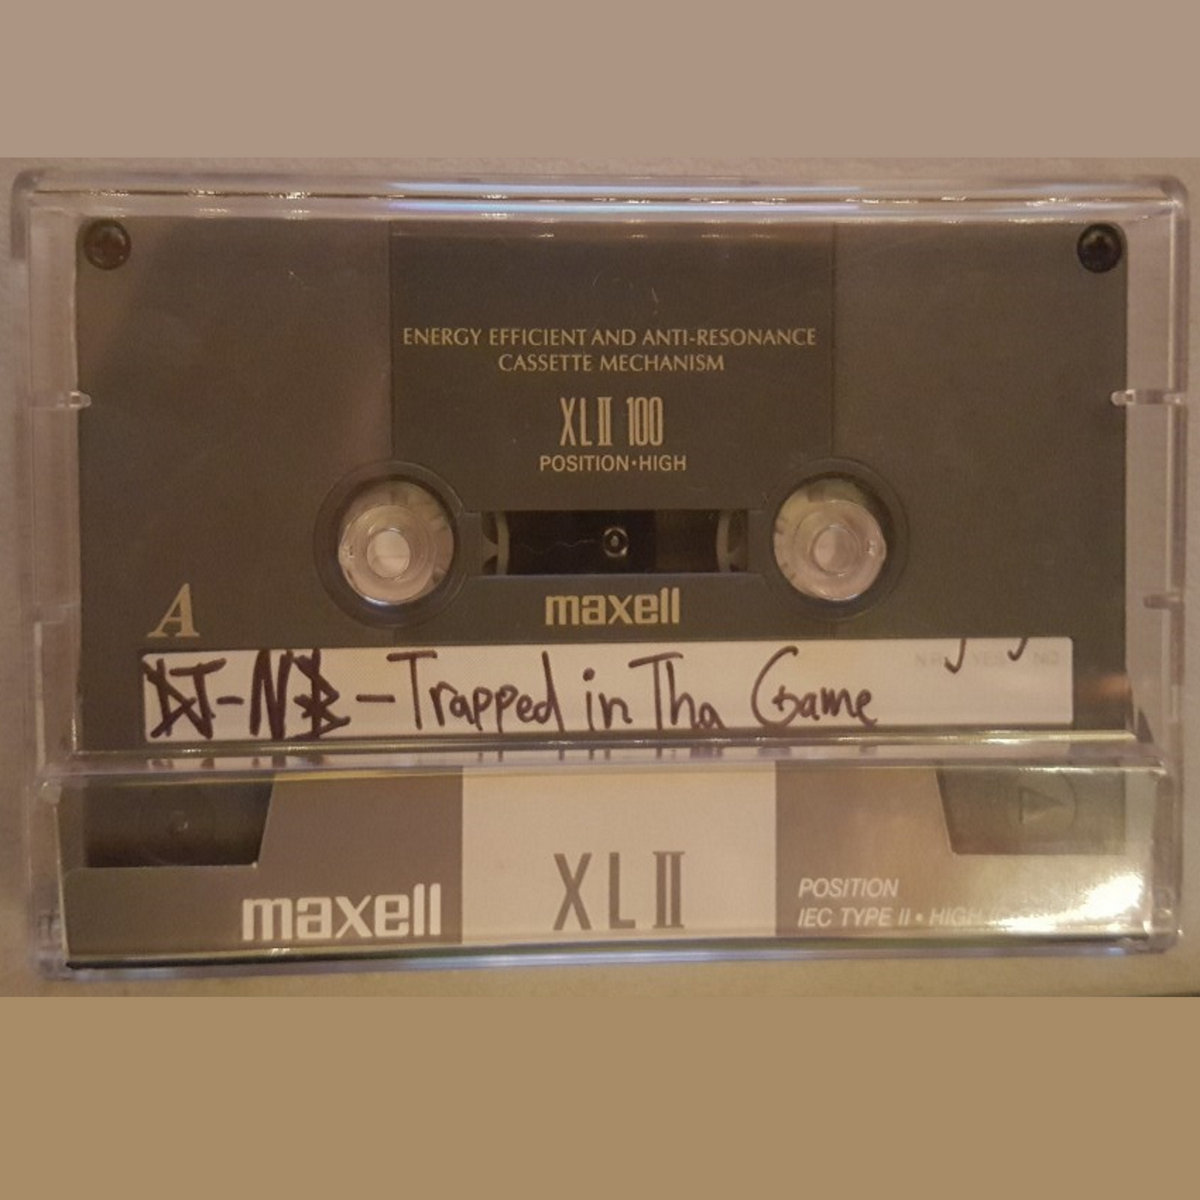 ENERGY EFFICIENT AND ANTI-RESONANCE
CASSETTE MECHANISM
XLII 100
POSITION·HIGH
A
maxell
DJ-NB-Trapped in Tha Game
maxell
XLII
POSITION
IEC TYPE II • HIGH